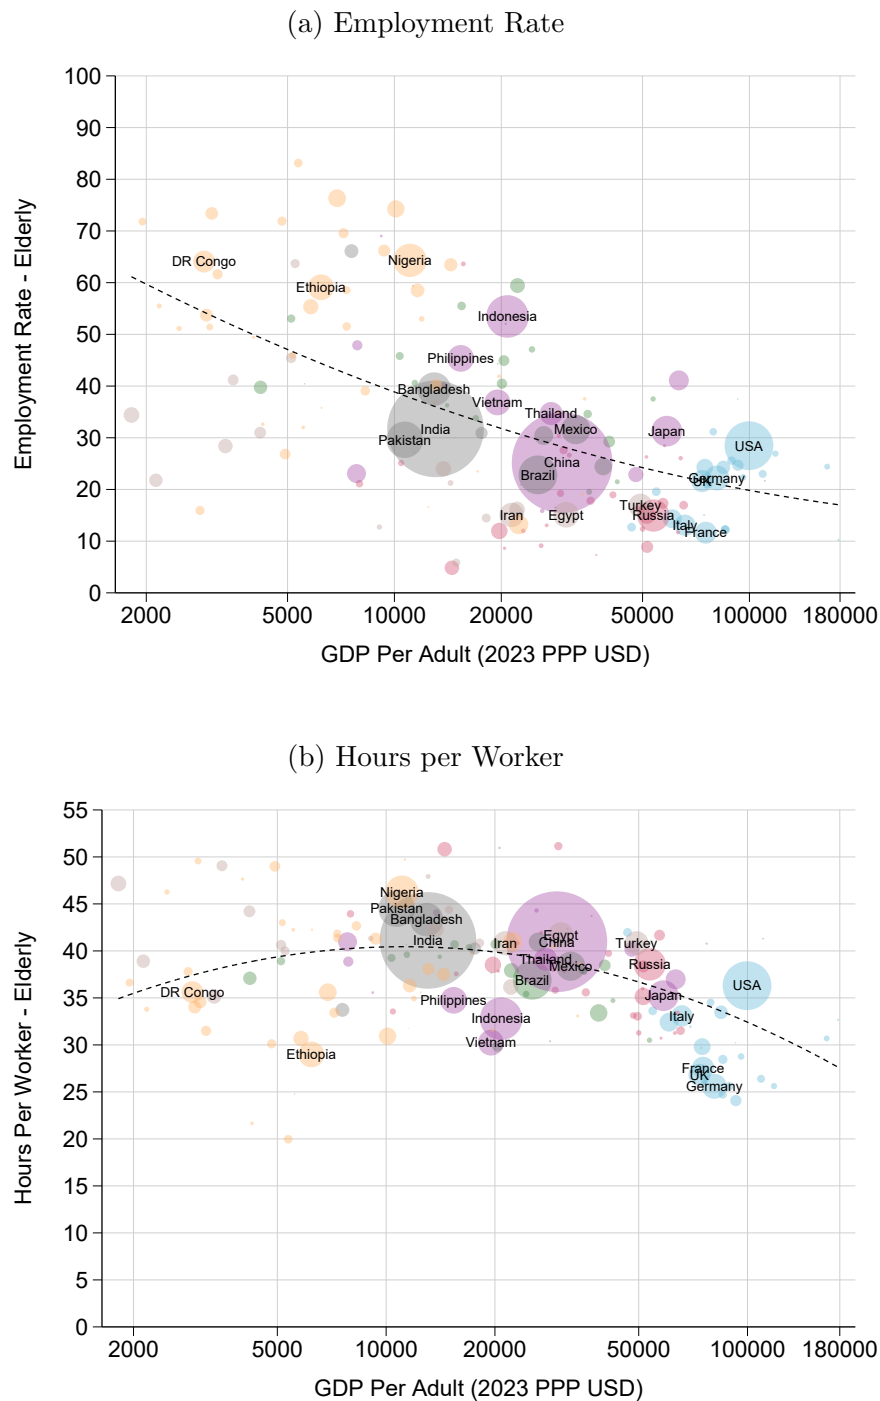 (a) Employment Rate
100
90
80
70
60
50
40
30
20
10
0
Employment Rate - Elderly
DR Congo
Nigeria
Ethiopia
Indonesia
Philippines
Bangladesh
Vietnam
Thailand
India
Mexico
Japan
Pakistan
USA
China
Brazil
Germany
UK
Turkey
Iran
Egypt
Russia
Italy
France
2000 5000 10000 20000 50000 100000 180000
GDP Per Adult (2023 PPP USD)
(b) Hours per Worker
55
50
45
40
35
30
25
20
15
10
5
0
Hours Per Worker - Elderly
Nigeria
Pakistan
Bangladesh
India
Egypt
Iran
China
Turkey
Thailand
Mexico
Russia
Brazil
USA
DR Congo
Philippines
Japan
Indonesia
Italy
Vietnam
Ethiopia
France
UK
Germany
2000 5000 10000 20000 50000 100000 180000
GDP Per Adult (2023 PPP USD)